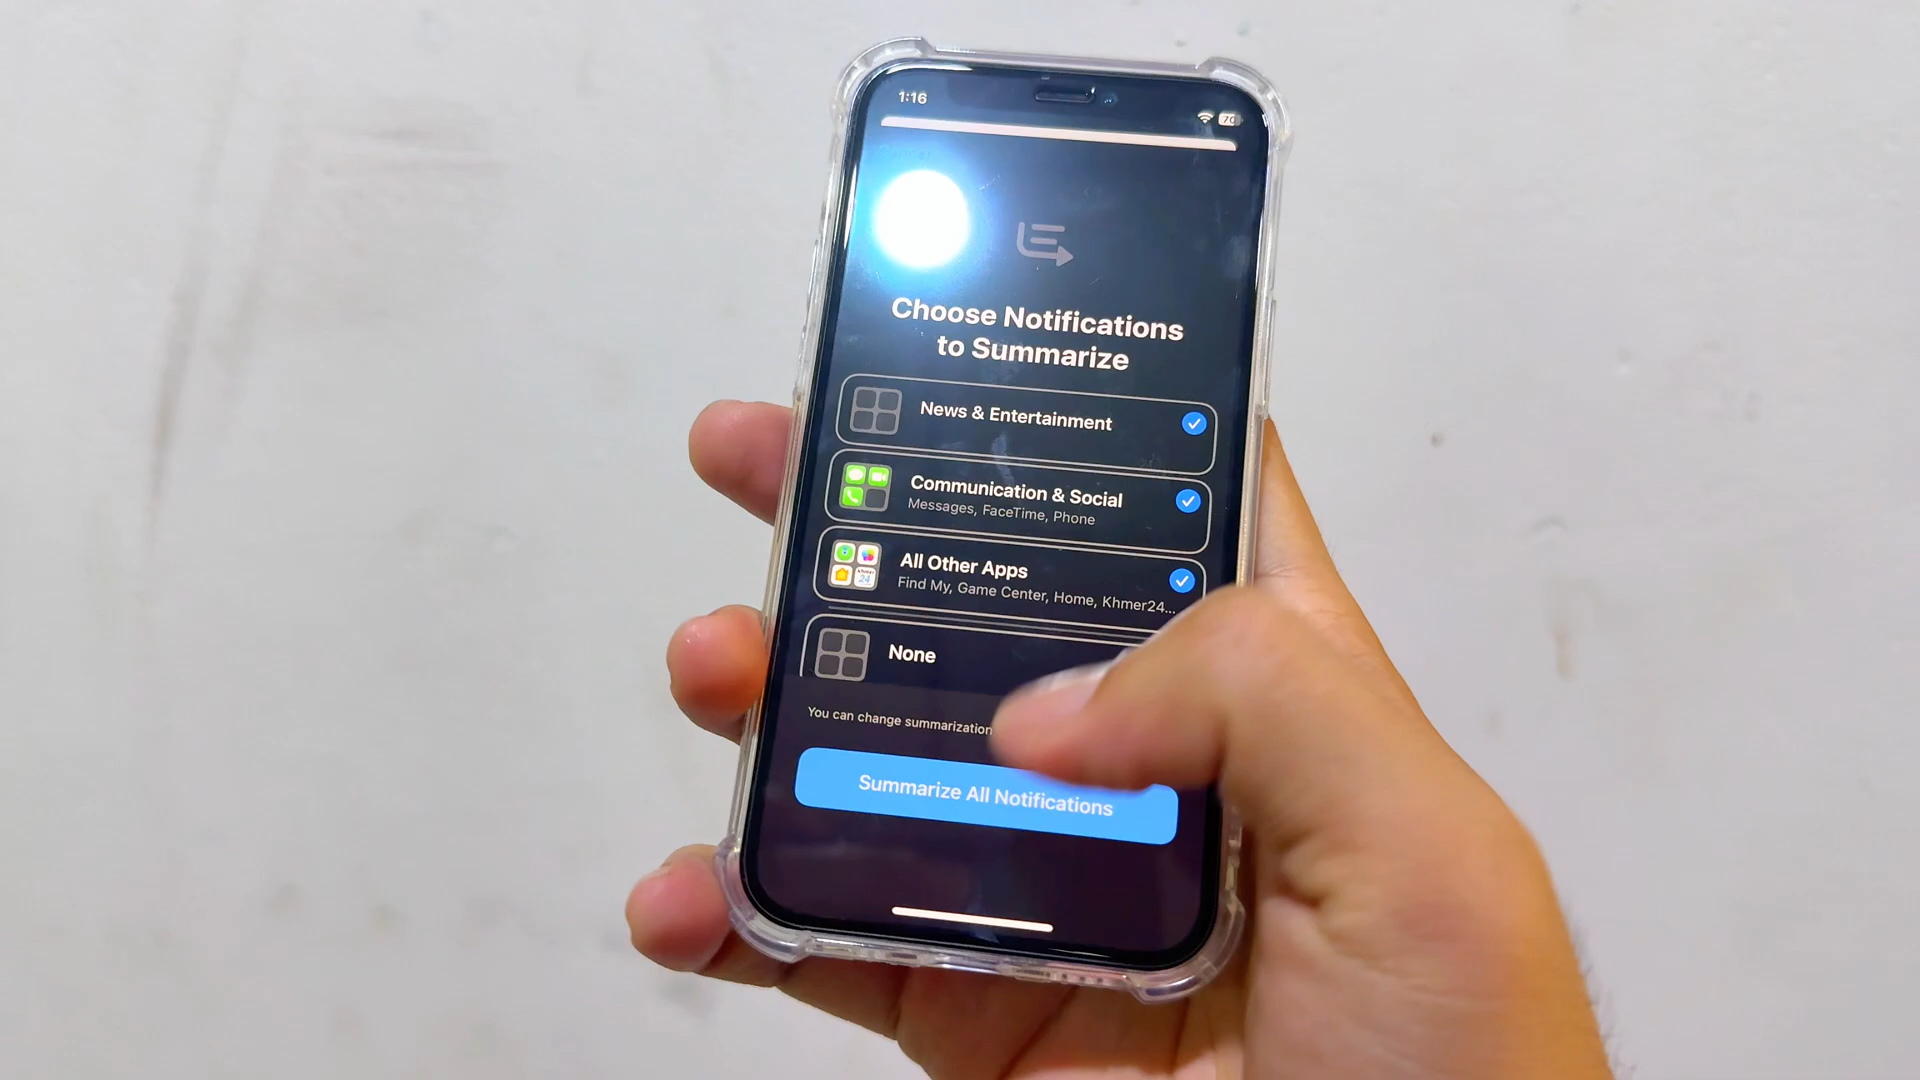 1:16
70
Choose Notifications
to Summarize
News & Entertainment
Communication & Social
Messages, FaceTime, Phone
All Other Apps
Find My, Game Center, Home, Khmer24...
None
You can change summarization
Summarize All Notifications